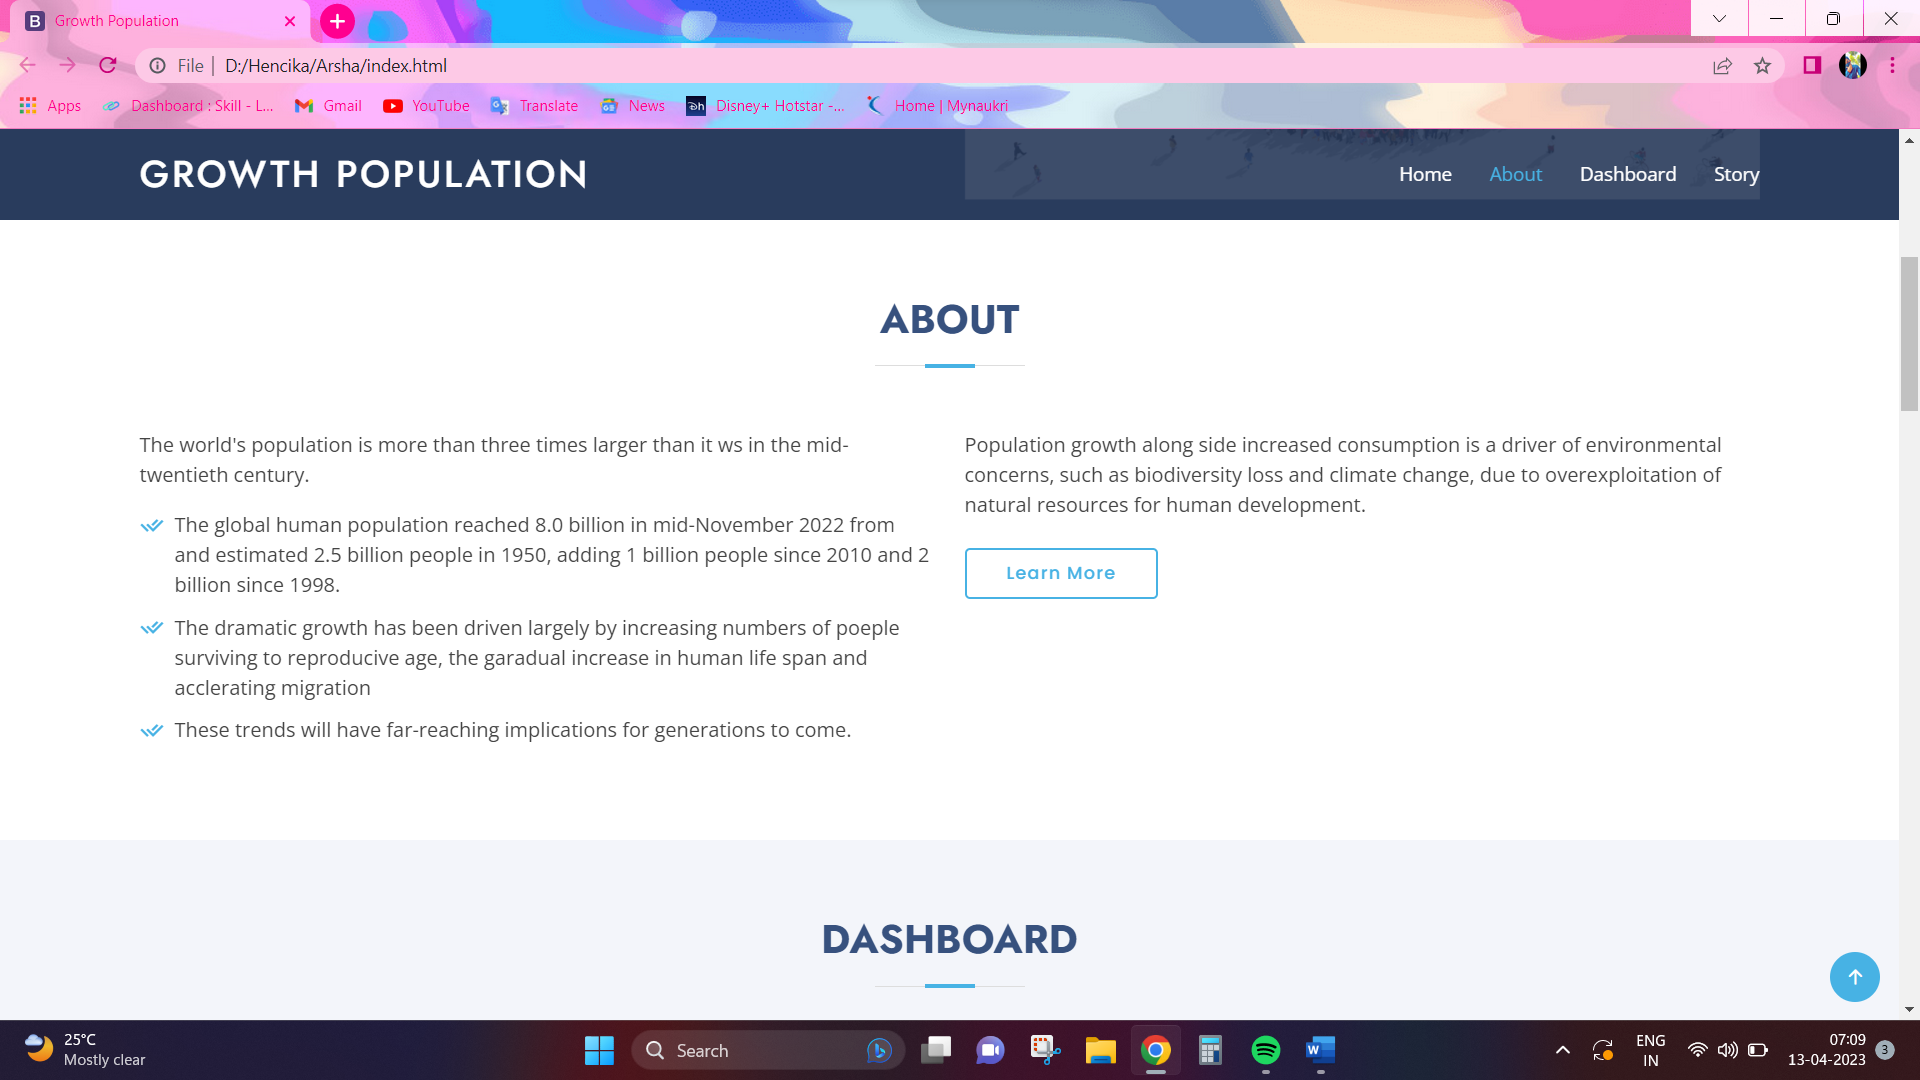 Growth Population
File
D:/Hencika/Arsha/index.html
Apps
Dashboard : Skill - L...
Gmail
YouTube
Translate
News
Disney+ Hotstar -...
Home | Mynaukri
GROWTH POPULATION
Home
About
Dashboard
Story
ABOUT
The world's population is more than three times larger than it ws in the mid-
twentieth century.
The global human population reached 8.0 billion in mid-November 2022 from
and estimated 2.5 billion people in 1950, adding 1 billion people since 2010 and 2
billion since 1998.
The dramatic growth has been driven largely by increasing numbers of poeple
surviving to reproducive age, the garadual increase in human life span and
acclerating migration
These trends will have far-reaching implications for generations to come.
Population growth along side increased consumption is a driver of environmental
concerns, such as biodiversity loss and climate change, due to overexploitation of
natural resources for human development.
Learn More
DASHBOARD
25°C
Mostly clear
Search
ENG
IN
07:09
13-04-2023
3